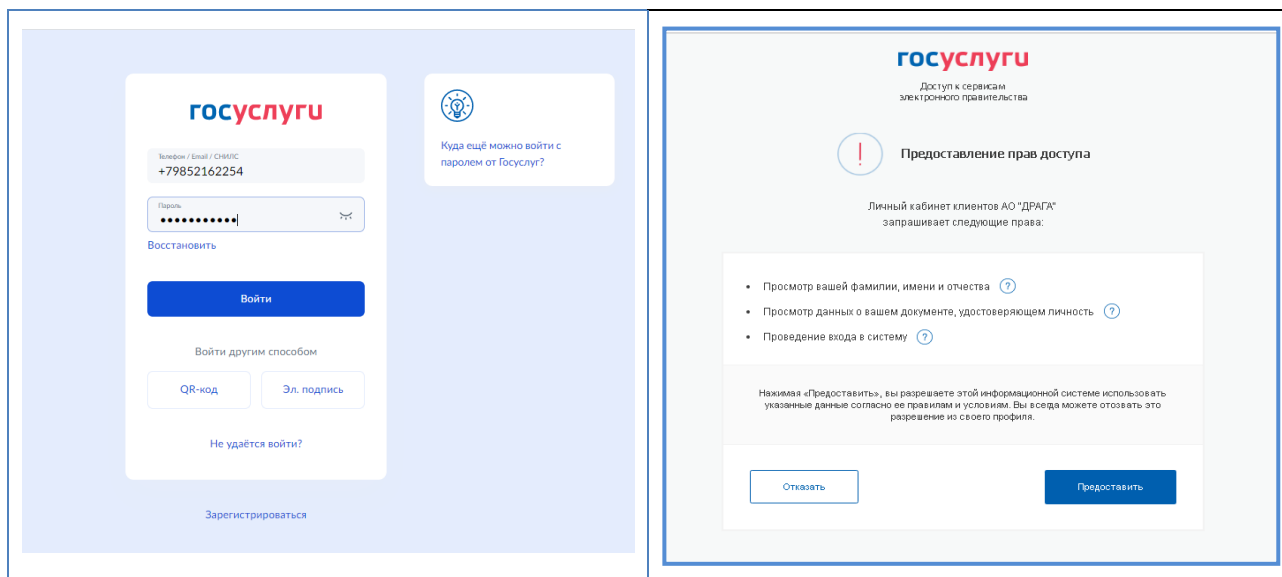 госуслуги
Телефон / Email / СНИЛС
+79852162254
Пароль
Восстановить
Войти
Войти другим способом
QR-код
Эл. подпись
Не удаётся войти?
Зарегистрироваться
Куда ещё можно войти с
паролем от Госуслуг?
госуслуги
Доступ к сервисам
электронного правительства
Предоставление прав доступа
Личный кабинет клиентов АО "ДРАГА"
запрашивает следующие права:
Просмотр вашей фамилии, имени и отчества
Просмотр данных о вашем документе, удостоверяющем личность
Проведение входа в систему
Нажимая «Предоставить», вы разрешаете этой информационной системе использовать
указанные данные согласно ее правилам и условиям. Вы всегда можете отозвать это
разрешение из своего профиля.
Отказать
Предоставить